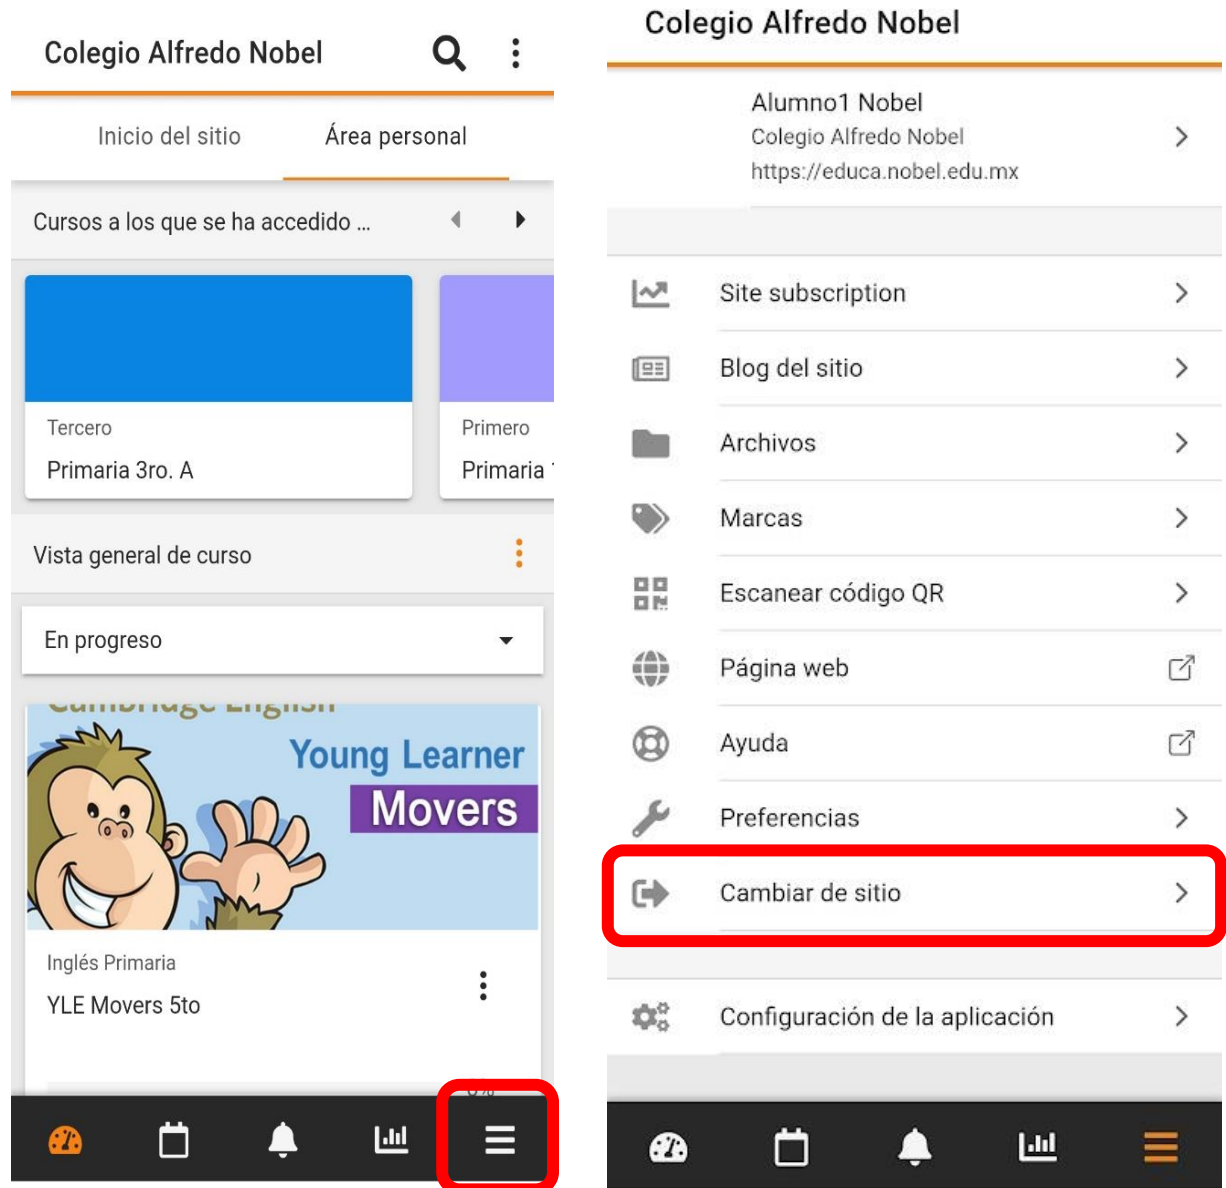 Colegio Alfredo Nobel
Inicio del sitio
Área personal
Cursos a los que se ha accedido ...
Tercero
Primaria 3ro. A
Primero
Primaria
Vista general de curso
En progreso
Cambridge English
Young Learner
Movers
Inglés Primaria
YLE Movers 5to
Colegio Alfredo Nobel
Alumno1 Nobel
Colegio Alfredo Nobel
https://educa.nobel.edu.mx
Site subscription
Blog del sitio
Archivos
Marcas
Escanear código QR
Página web
Ayuda
Preferencias
Cambiar de sitio
Configuración de la aplicación